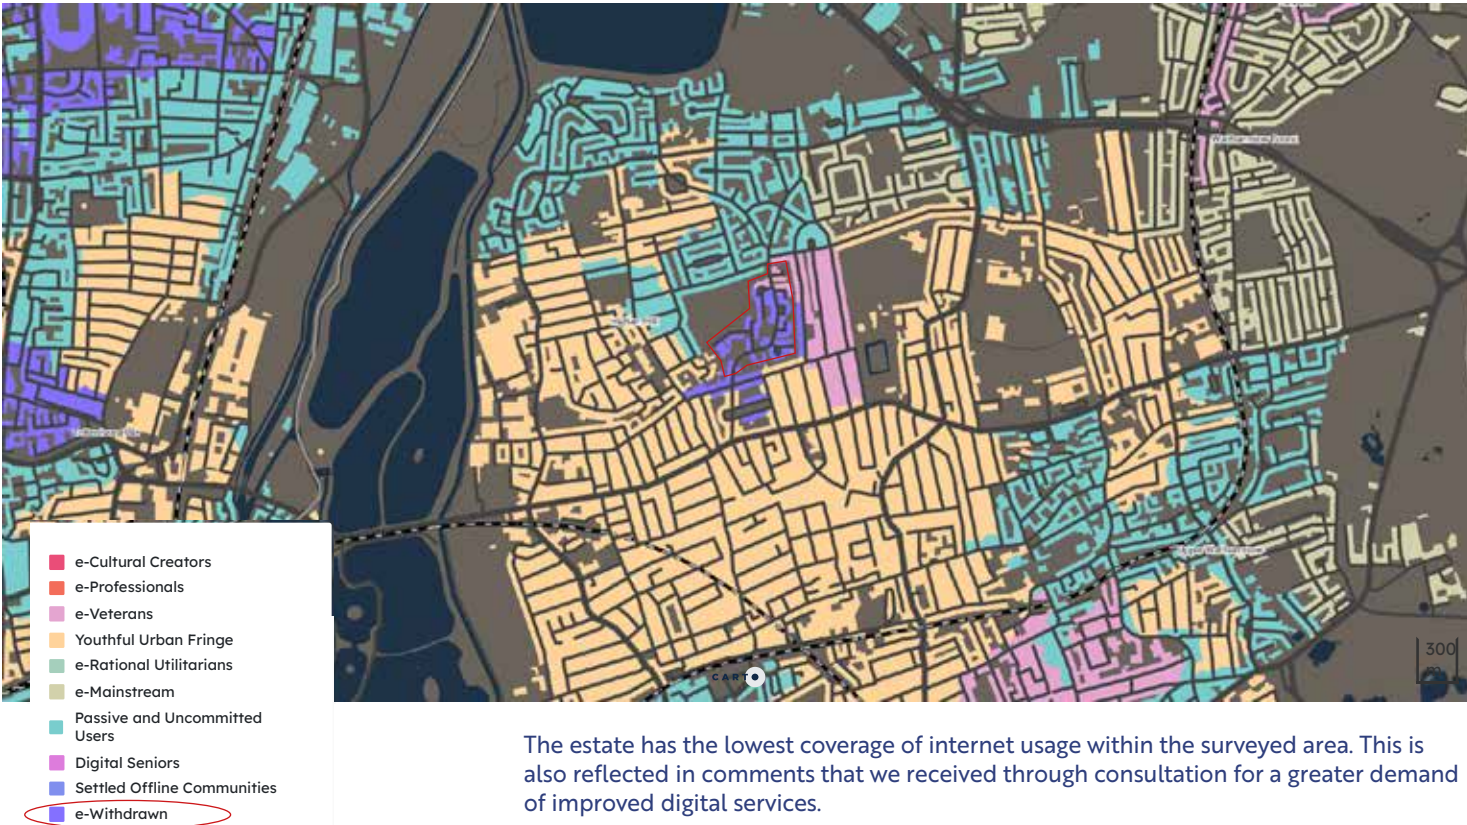 CARTO
300
m
e-Cultural Creators
e-Professionals
e-Veterans
Youthful Urban Fringe
e-Rational Utilitarians
e-Mainstream
Passive and Uncommitted
Users
Digital Seniors
Settled Offline Communities
e-Withdrawn
The estate has the lowest coverage of internet usage within the surveyed area. This is
also reflected in comments that we received through consultation for a greater demand
of improved digital services.